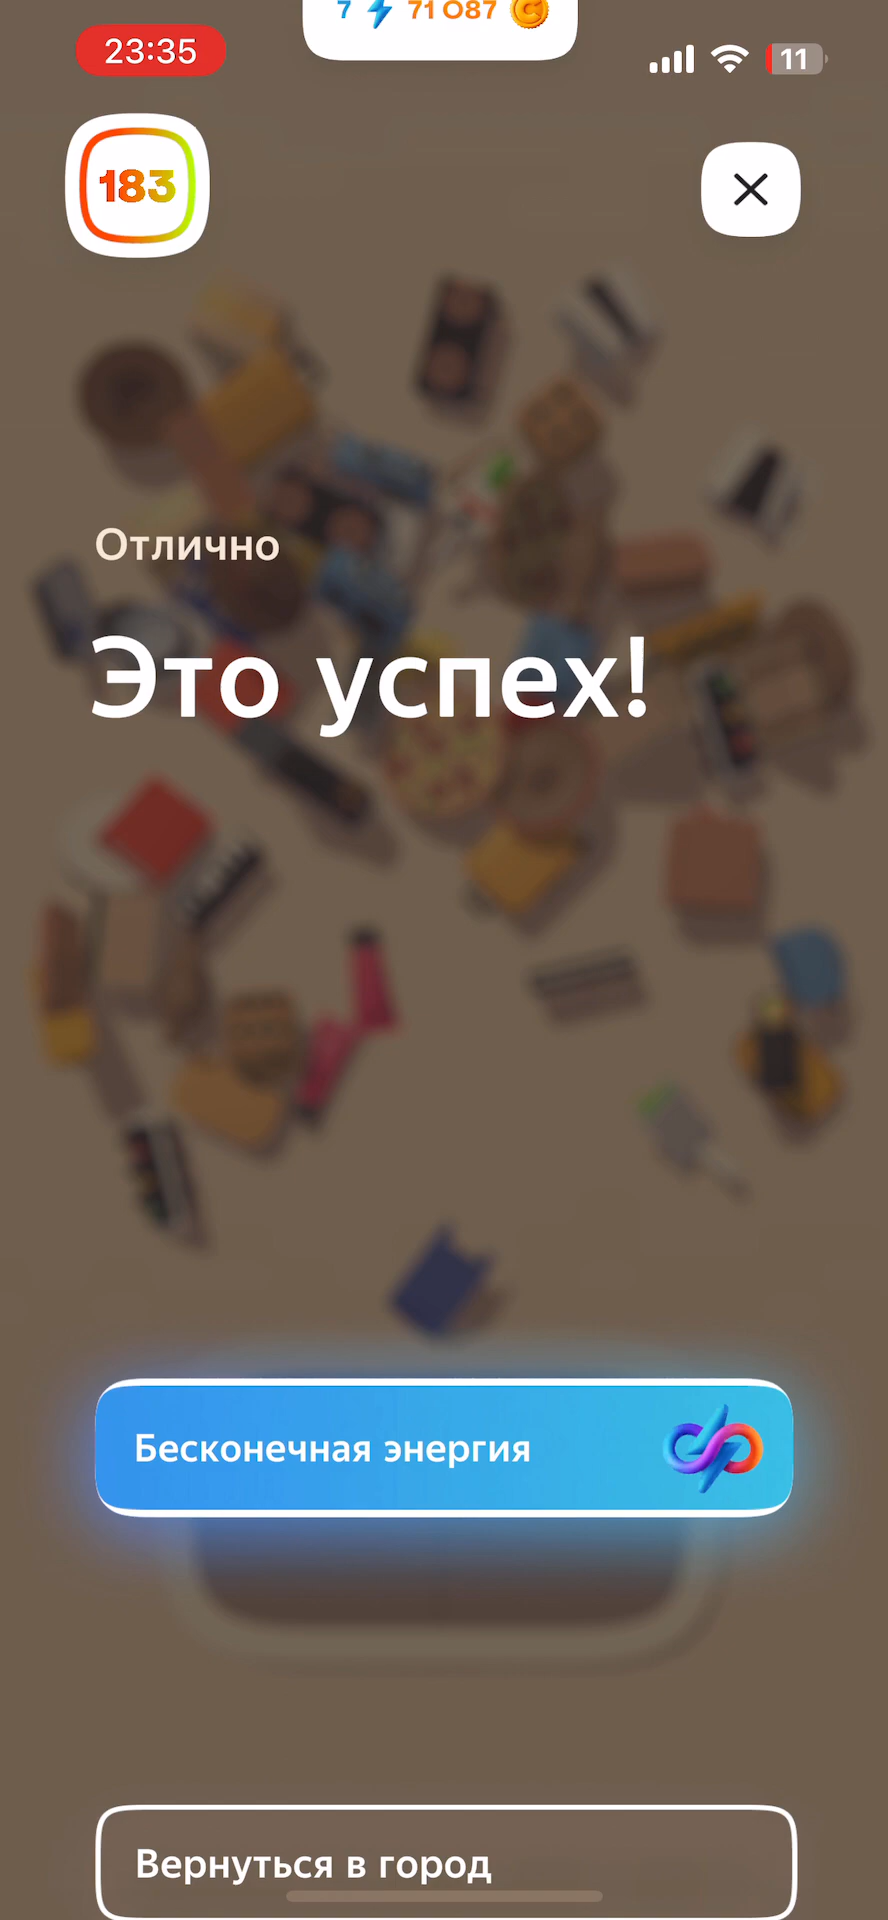 7 71 087
23:35
11
183
Отлично
Это успех!
Бесконечная энергия
Вернуться в город